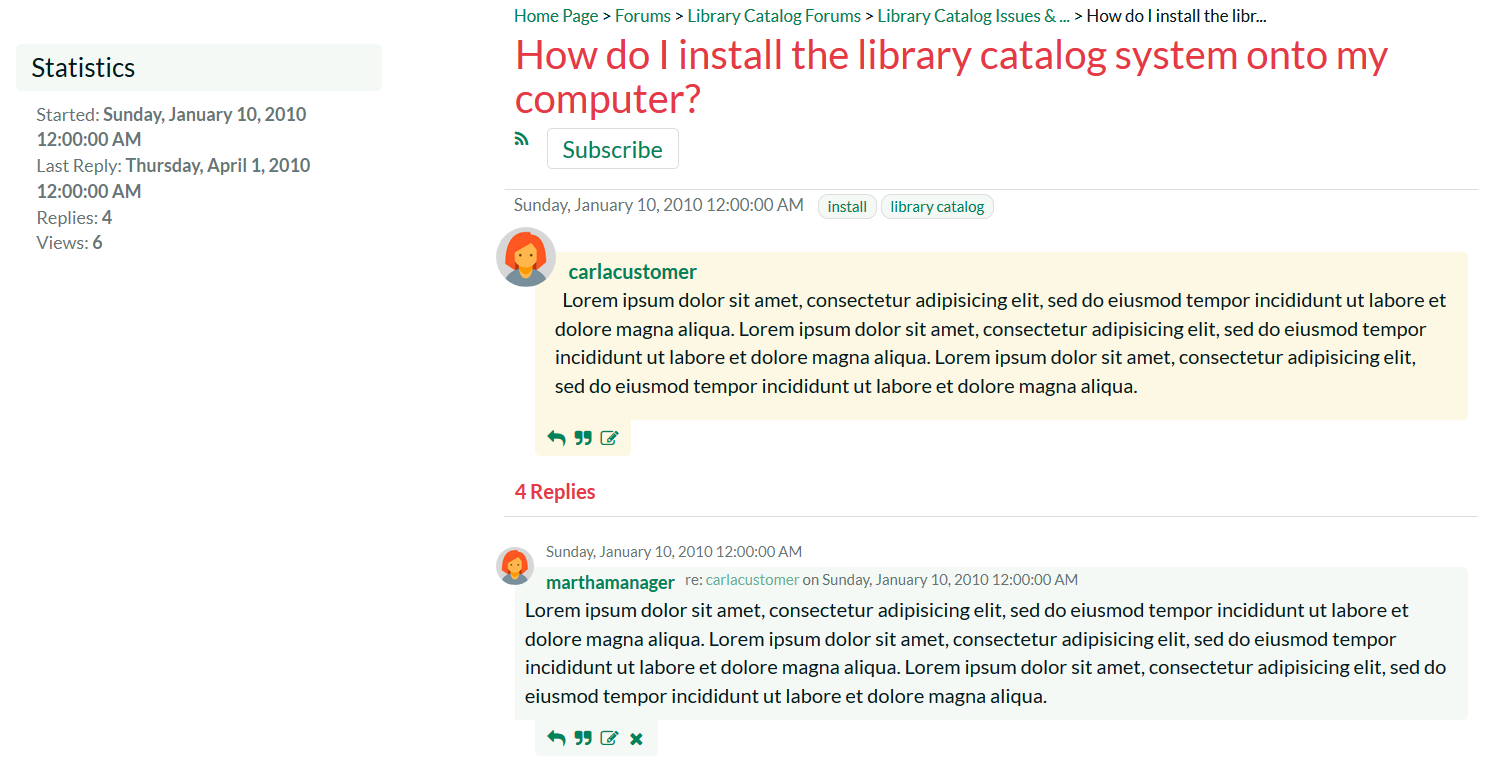 Home Page > Forums > Library Catalog Forums > Library Catalog Issues & ... > How do I install the libr...
Statistics
Started: Sunday, January 10, 2010
12:00:00 AM
Last Reply: Thursday, April 1, 2010
12:00:00 AM
Replies: 4
Views: 6
How do I install the library catalog system onto my
computer?
Subscribe
Sunday, January 10, 2010 12:00:00 AM install library catalog
carlacustomer
Lorem ipsum dolor sit amet, consectetur adipisicing elit, sed do eiusmod tempor incididunt ut labore et
dolore magna aliqua. Lorem ipsum dolor sit amet, consectetur adipisicing elit, sed do eiusmod tempor
incididunt ut labore et dolore magna aliqua. Lorem ipsum dolor sit amet, consectetur adipisicing elit,
sed do eiusmod tempor incididunt ut labore et dolore magna aliqua.
4 Replies
Sunday, January 10, 2010 12:00:00 AM
marthamanager re: carlacustomer on Sunday, January 10, 2010 12:00:00 AM
Lorem ipsum dolor sit amet, consectetur adipisicing elit, sed do eiusmod tempor incididunt ut labore et
dolore magna aliqua. Lorem ipsum dolor sit amet, consectetur adipisicing elit, sed do eiusmod tempor
incididunt ut labore et dolore magna aliqua. Lorem ipsum dolor sit amet, consectetur adipisicing elit, sed do
eiusmod tempor incididunt ut labore et dolore magna aliqua.